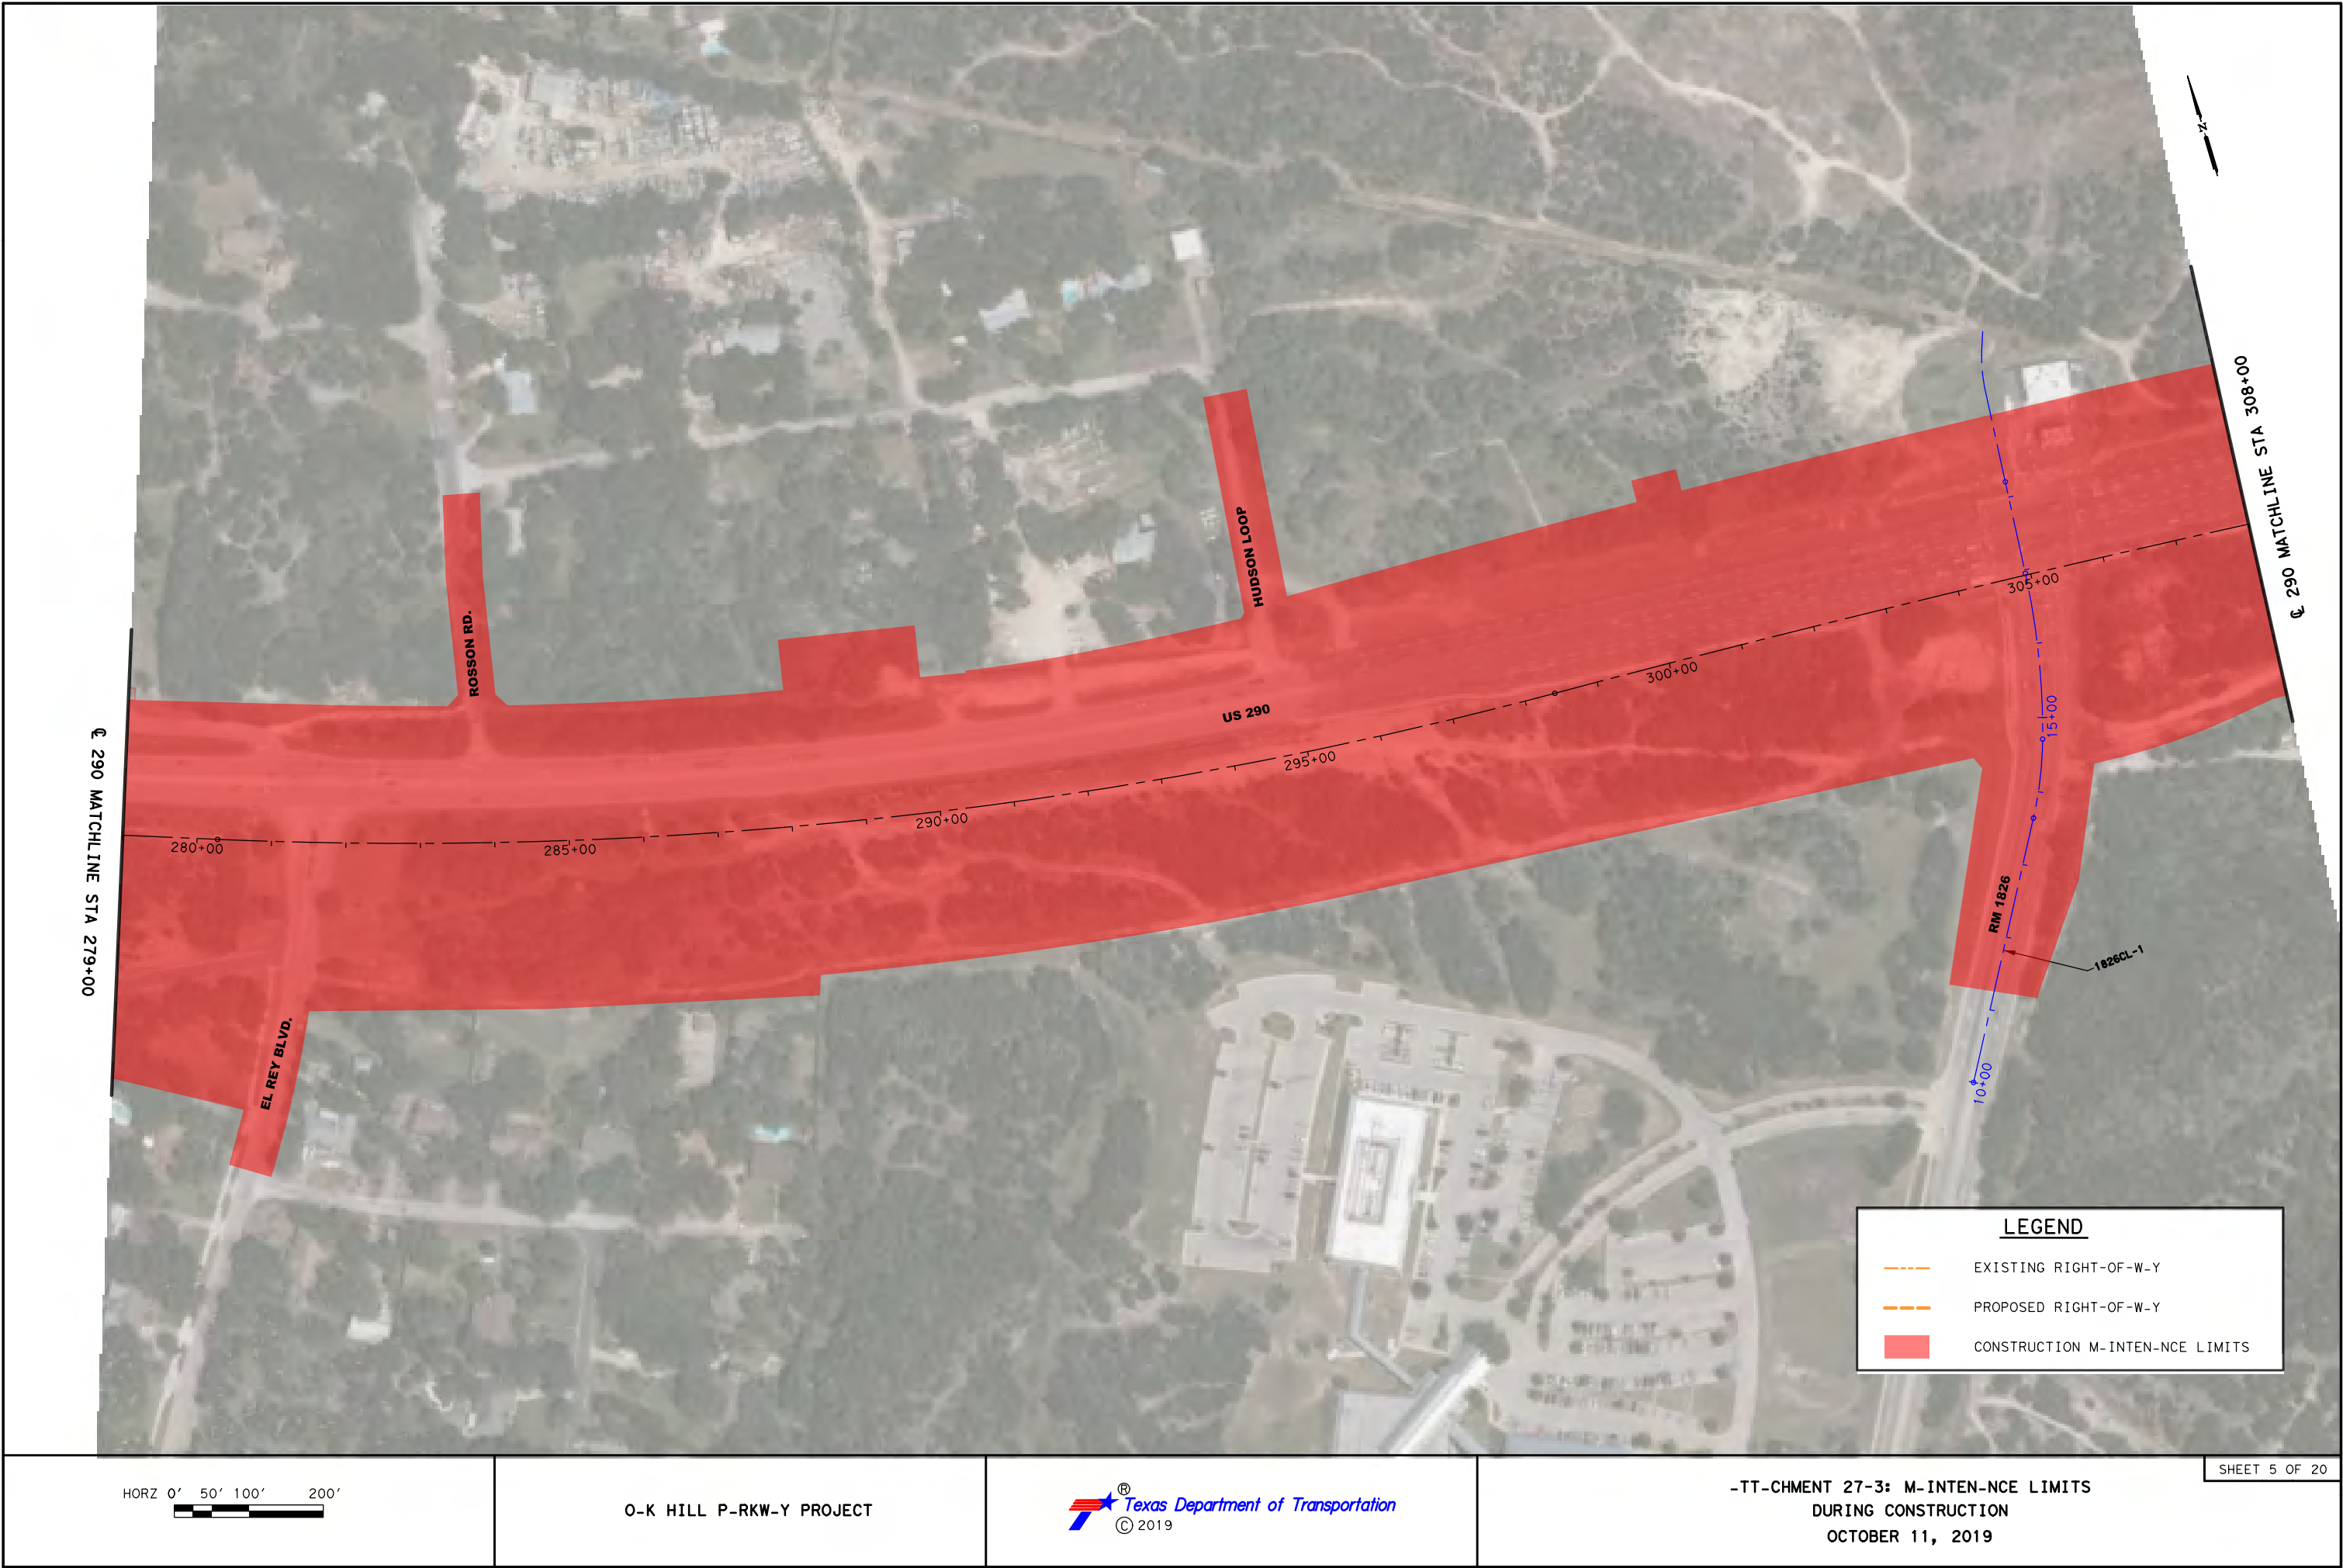 -N-
℄ 290 MATCHLINE STA 308+00
HUDSON LOOP
ROSSON RD.
305+00
300+00
US 290
15+00
295+00
℄ 290 MATCHLINE STA 279+00
290+00
280+00
285+00
RM 1826
1826CL-1
EL REY BLVD.
10+00
LEGEND
EXISTING RIGHT-OF-W-Y
PROPOSED RIGHT-OF-W-Y
CONSTRUCTION M-INTEN-NCE LIMITS
SHEET 5 OF 20
HORZ 0' 50' 100' 200'
O-K HILL P-RKW-Y PROJECT
®
Texas Department of Transportation
© 2019
-TT-CHMENT 27-3: M-INTEN-NCE LIMITS
DURING CONSTRUCTION
OCTOBER 11, 2019